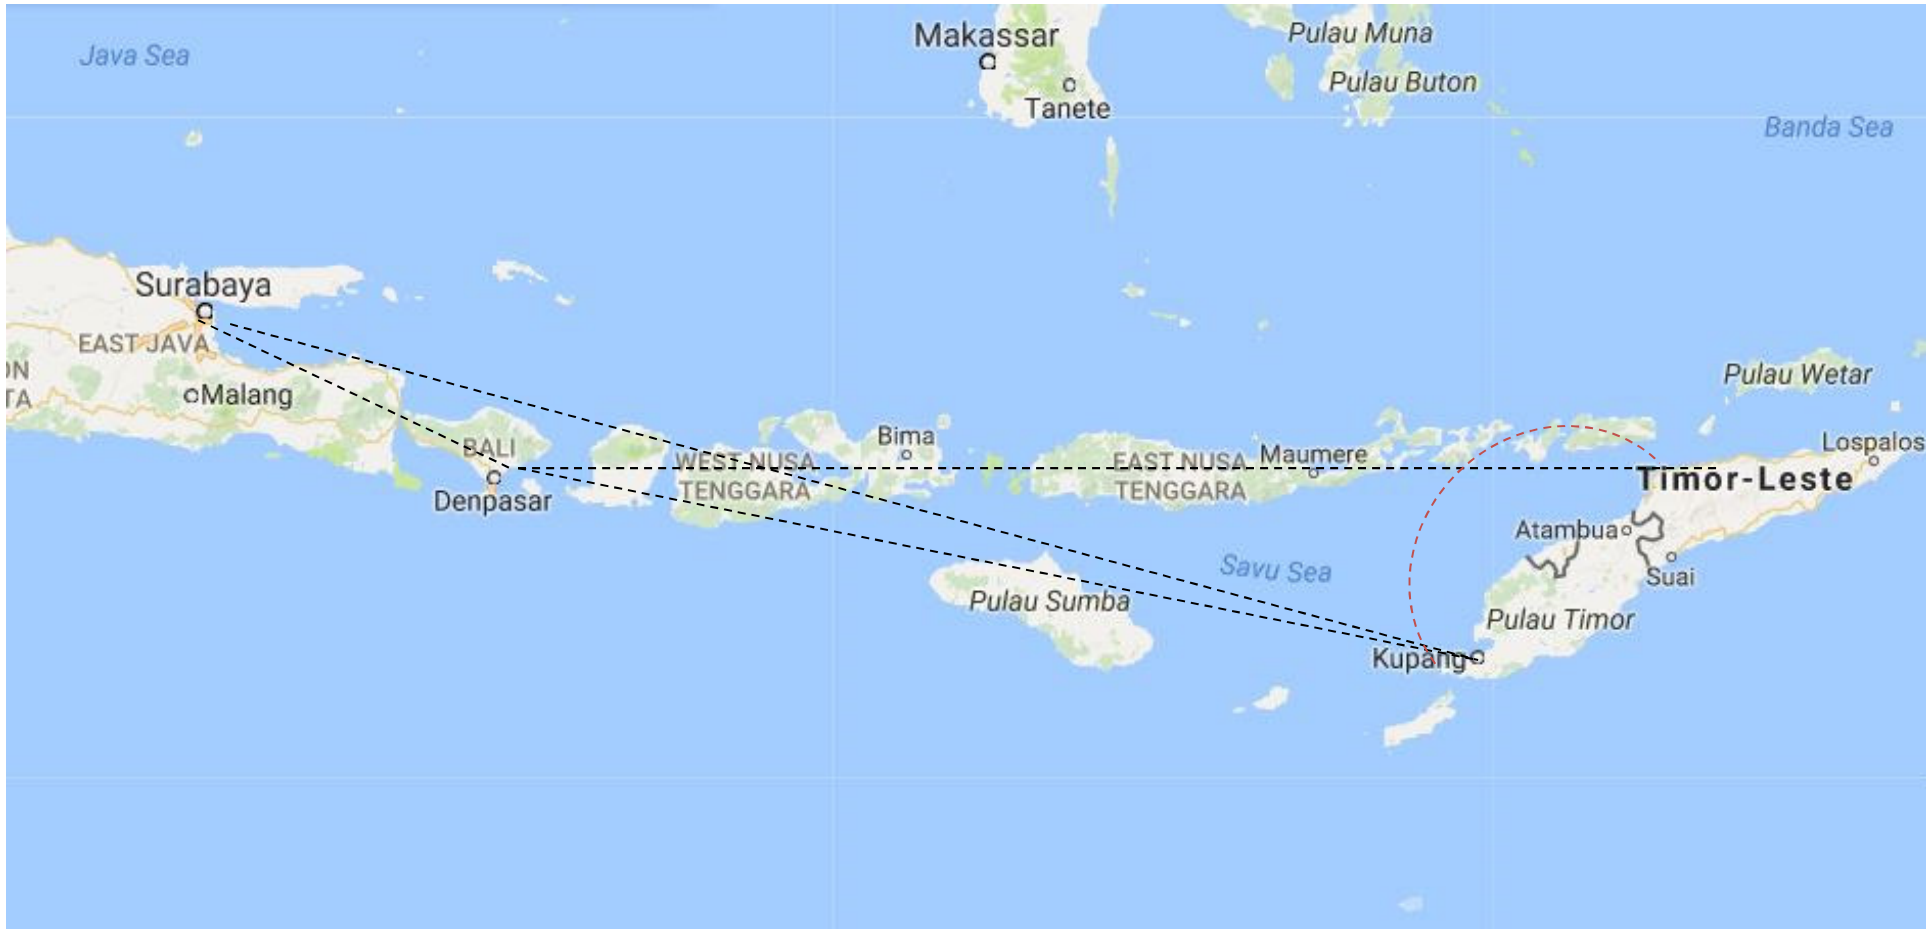 Java Sea
Makassar
Tanete
Pulau Muna
Pulau Buton
Banda Sea
Surabaya
EAST JAVA
ON
TA
Malang
BALI
Denpasar
WEST NUSA
TENGGARA
Bima
EAST NUSA
TENGGARA
Maumere
Pulau Wetar
Lospalos
Timor-Leste
Atambua
Suai
Savu Sea
Pulau Sumba
Pulau Timor
Kupang